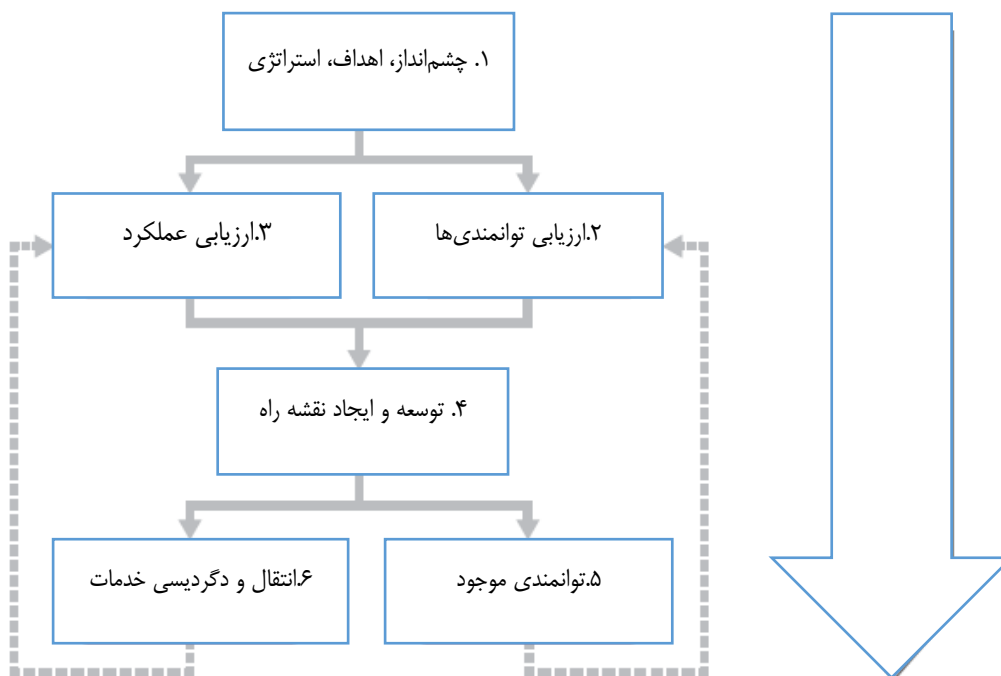 ۱. چشم‌انداز، اهداف، استراتژی
۲.ارزیابی توانمندی‌ها
۳.ارزیابی عملکرد
۴. توسعه و ایجاد نقشه راه
۵.توانمندی موجود
۶.انتقال و دگردیسی خدمات